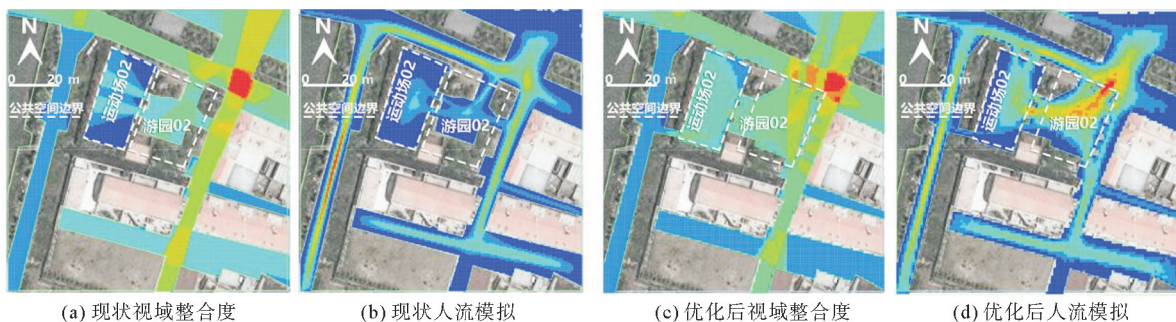 N
0 20 m
公共空间边界
运动场02
游园02
N
0 20 m
公共空间边界
运动场02
游园02
N
0 20 m
公共空间边界
运动场02
游园02
N
0 20 m
公共空间边界
运动场02
游园02
(a) 现状视域整合度
(b) 现状人流模拟
(c) 优化后视域整合度
(d) 优化后人流模拟